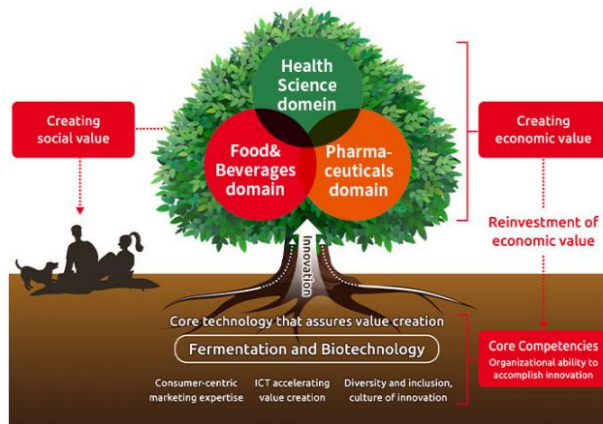 Health
Science
domein
Food&
Beverages
domain
Pharma-
ceuticals
domain
Creating
social value
Creating
economic value
Reinvestment of
economic value
Innovation
Core technology that assures value creation
Fermentation and Biotechnology
Consumer-centric
marketing expertise
ICT accelerating
value creation
Diversity and inclusion,
culture of innovation
Core Competencies
Organizational ability to
accomplish innovation